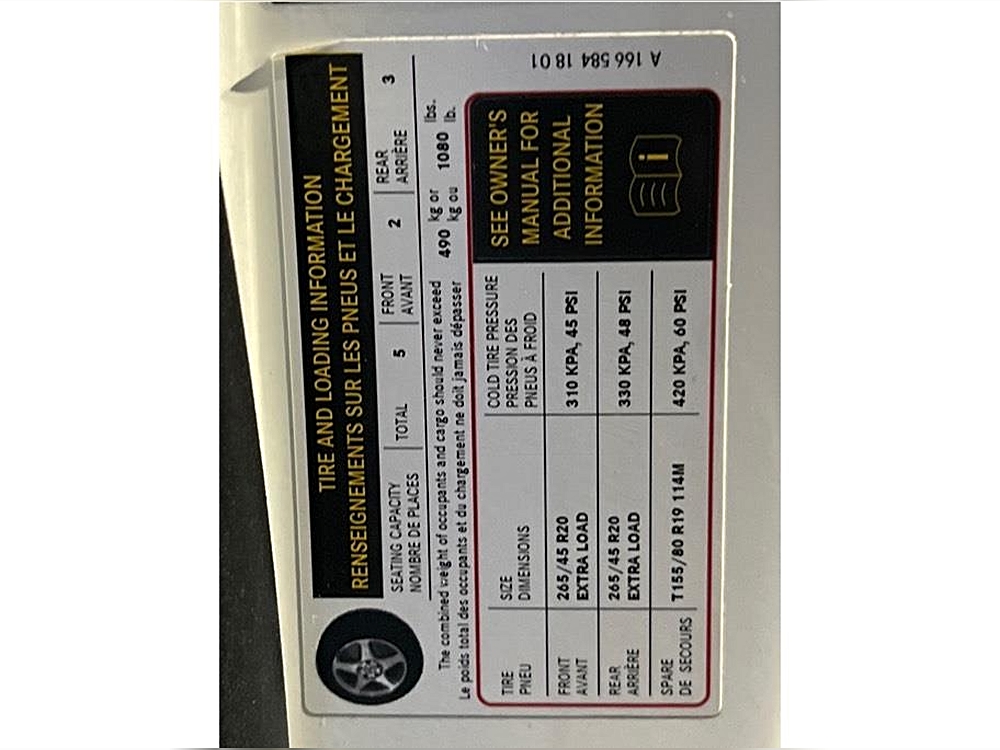 TIRE AND LOADING INFORMATION
RENSEIGNEMENTS SUR LES PNEUS ET LE CHARGEMENT
SEATING CAPACITY TOTAL 5 FRONT 2 REAR 3
NOMBRE DE PLACES AVANT ARRIÈRE
The combined weight of occupants and cargo should never exceed 490 kg or 1080 lbs.
Le poids total des occupants et du chargement ne doit jamais dépasser kg ou lb.
TIRE SIZE COLD TIRE PRESSURE
PNEU DIMENSIONS PRESSION DES
PNEUS À FROID
FRONT 265/45 R20 310 KPA, 45 PSI
AVANT EXTRA LOAD
REAR 265/45 R20 330 KPA, 48 PSI
ARRIÈRE EXTRA LOAD
SPARE T155/80 R19 114M 420 KPA, 60 PSI
DE SECOURS
SEE OWNER'S
MANUAL FOR
ADDITIONAL
INFORMATION
i
A 166 584 18 01